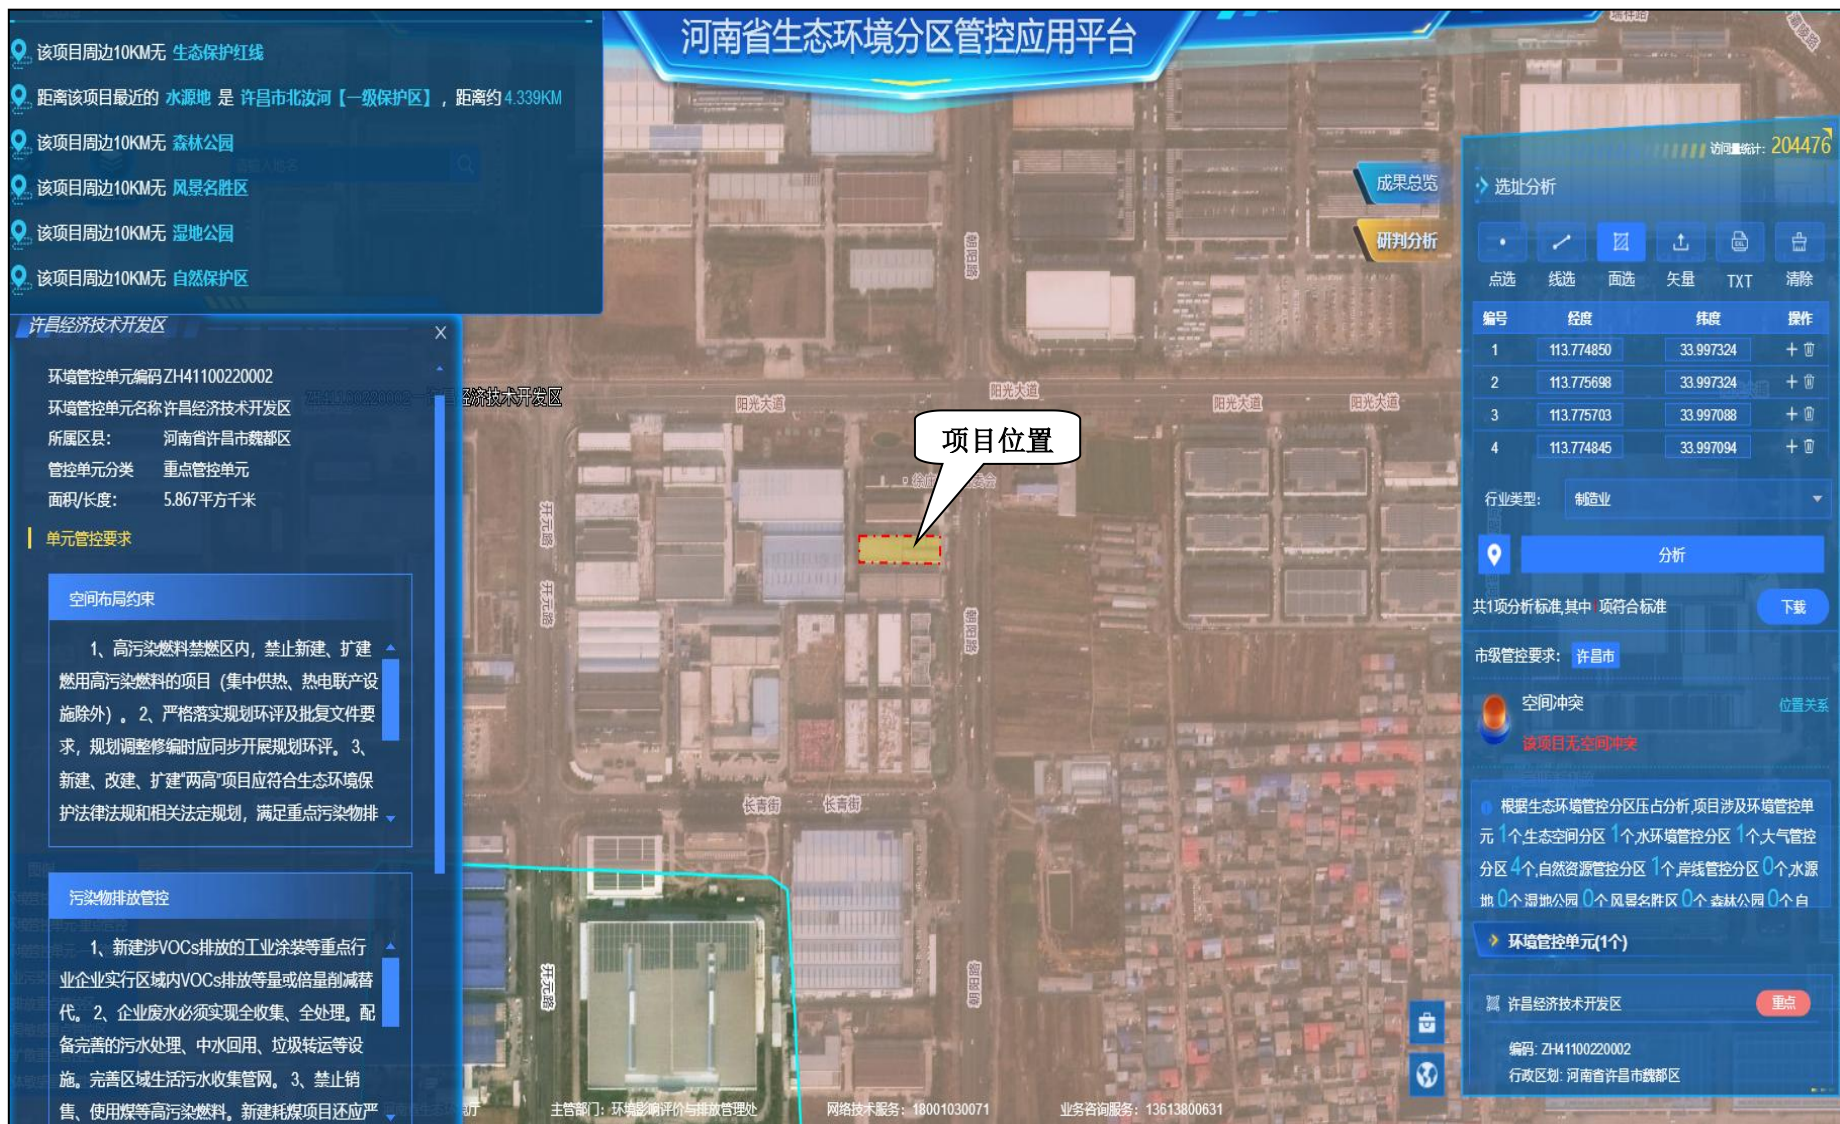 河南省生态环境分区管控应用平台
该项目周边10KM无 生态保护红线
距离该项目最近的 水源地 是 许昌市北汝河【一级保护区】，距离约4.339KM
该项目周边10KM无 森林公园
该项目周边10KM无 风景名胜区
该项目周边10KM无 湿地公园
该项目周边10KM无 自然保护区
许昌经济技术开发区
X
环境管控单元编码ZH41100220002
环境管控单元名称许昌经济技术开发区
所属区县： 河南省许昌市魏都区
管控单元分类 重点管控单元
面积/长度： 5.867平方千米
单元管控要求
空间布局约束
1、高污染燃料禁燃区内，禁止新建、扩建
燃用高污染燃料的项目（集中供热、热电联产设
施除外）。2、严格落实规划环评及批复文件要
求，规划调整修编时应同步开展规划环评。3、
新建、改建、扩建“两高”项目应符合生态环境保
护法律法规和相关法定规划，满足重点污染物排
污染物排放管控
1、新建涉VOCs排放的工业涂装等重点行
业企业实行区域内VOCs排放等量或倍量削减替
代。2、企业废水必须实现全收集、全处理。配
备完善的污水处理、中水回用、垃圾转运等设
施。完善区域生活污水收集管网。3、禁止销
售、使用煤等高污染燃料。新建耗煤项目还应严
阳光大道
阳光大道
阳光大道
阳光大道
朝阳路
项目位置
开元路
开元路
朝阳路
长青街
长青街
开元路
朝阳路
主管部门：环境影响评价与排放管理处
网络技术服务：18001030071
业务咨询服务：13613800631
成果总览
研判分析
访问量统计：204476
选址分析
点选 线选 面选 矢量 TXT 清除
编号 经度 纬度 操作
1 113.774850 33.997324
2 113.775698 33.997324
3 113.775703 33.997088
4 113.774845 33.997094
行业类型： 制造业
分析
共1项分析标准,其中 项符合标准
下载
市级管控要求： 许昌市
空间冲突
位置关系
该项目无空间冲突
根据生态环境管控分区压占分析,项目涉及环境管控单
元1个,生态空间分区1个,水环境管控分区1个,大气管控
分区4个,自然资源管控分区1个,岸线管控分区0个,水源
地0个,湿地公园0个,风景名胜区0个,森林公园0个,自
环境管控单元(1个)
许昌经济技术开发区
重点
编码: ZH41100220002
行政区划: 河南省许昌市魏都区